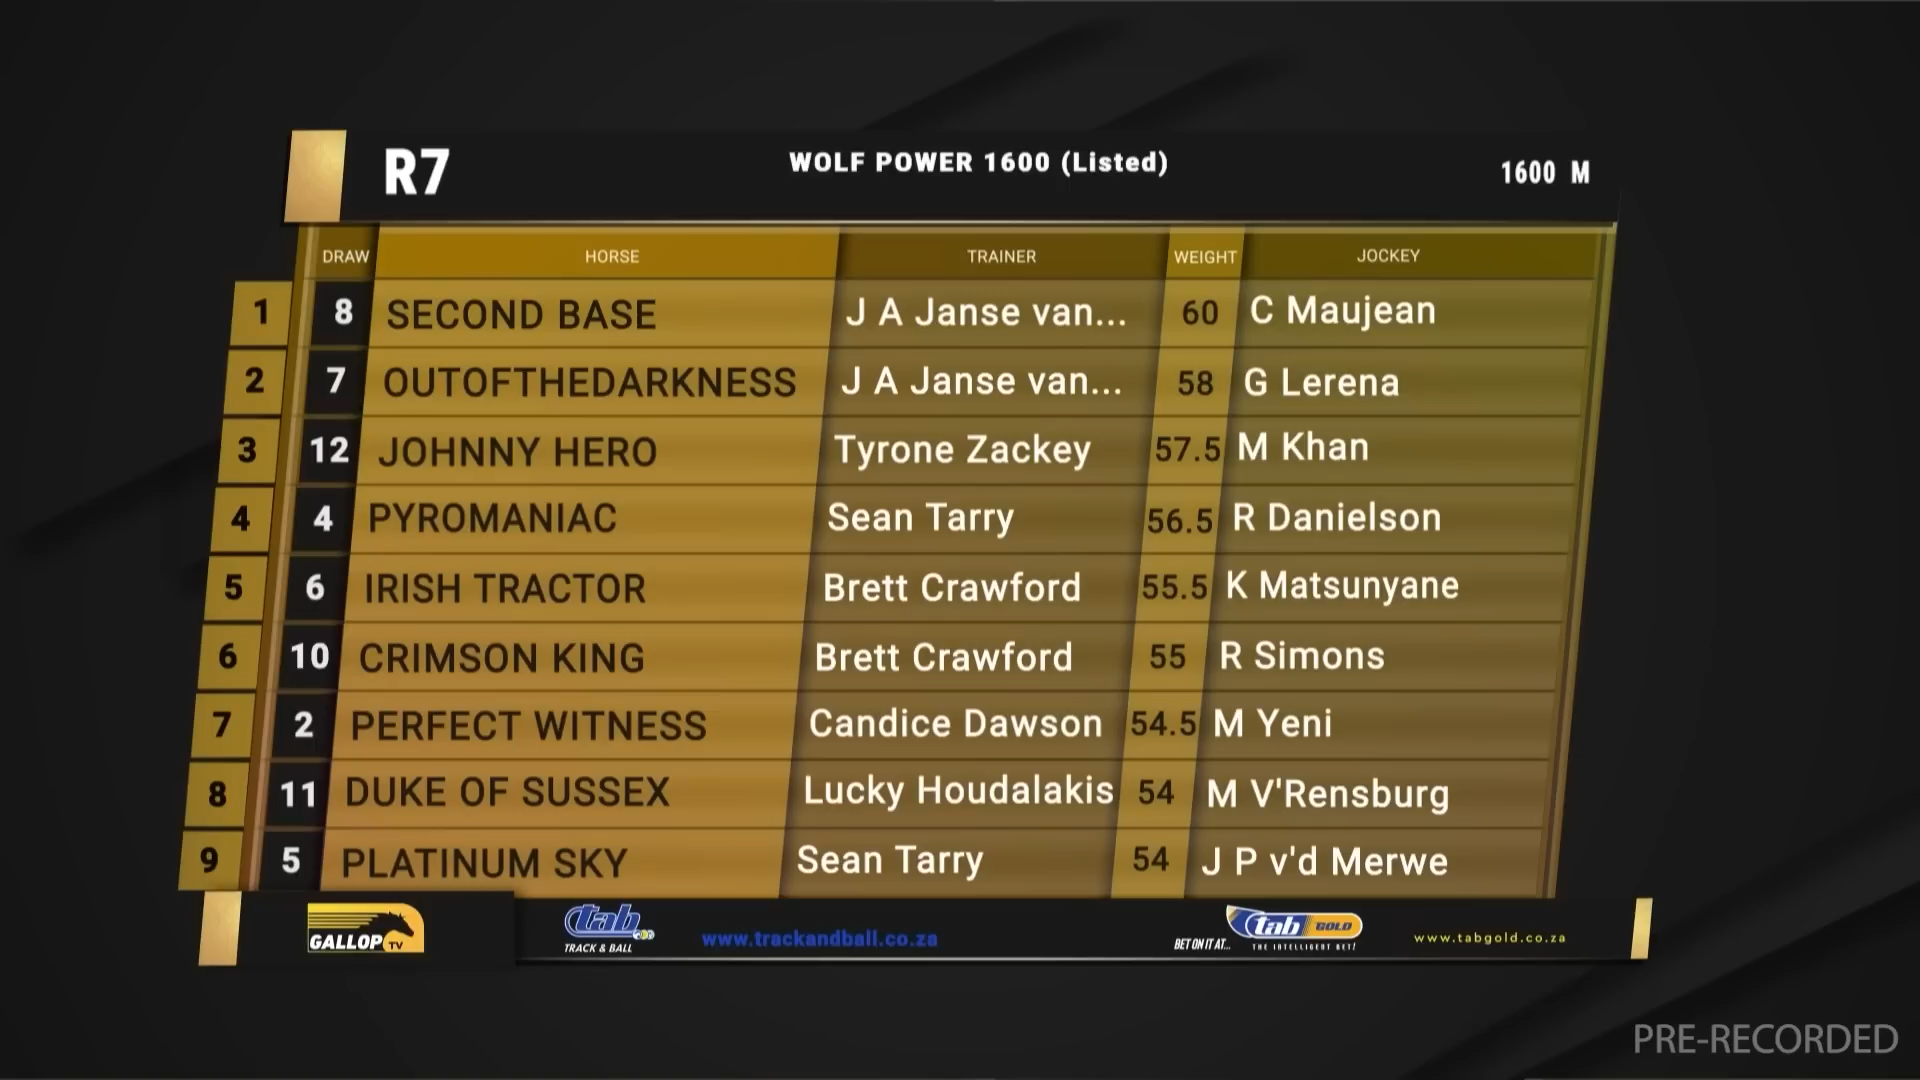 R7 WOLF POWER 1600 (Listed) 1600 M
DRAW HORSE TRAINER WEIGHT JOCKEY
1 8 SECOND BASE J A Janse van... 60 C Maujean
2 7 OUTOFTHEDARKNESS J A Janse van... 58 G Lerena
3 12 JOHNNY HERO Tyrone Zackey 57.5 M Khan
4 4 PYROMANIAC Sean Tarry 56.5 R Danielson
5 6 IRISH TRACTOR Brett Crawford 55.5 K Matsunyane
6 10 CRIMSON KING Brett Crawford 55 R Simons
7 2 PERFECT WITNESS Candice Dawson 54.5 M Yeni
8 11 DUKE OF SUSSEX Lucky Houdalakis 54 M V'Rensburg
9 5 PLATINUM SKY Sean Tarry 54 J P v'd Merwe
GALLOP TV tab TRACK & BALL www.trackandball.co.za BET ON IT AT... tab GOLD THE INTELLIGENT BET! www.tabgold.co.za
PRE-RECORDED